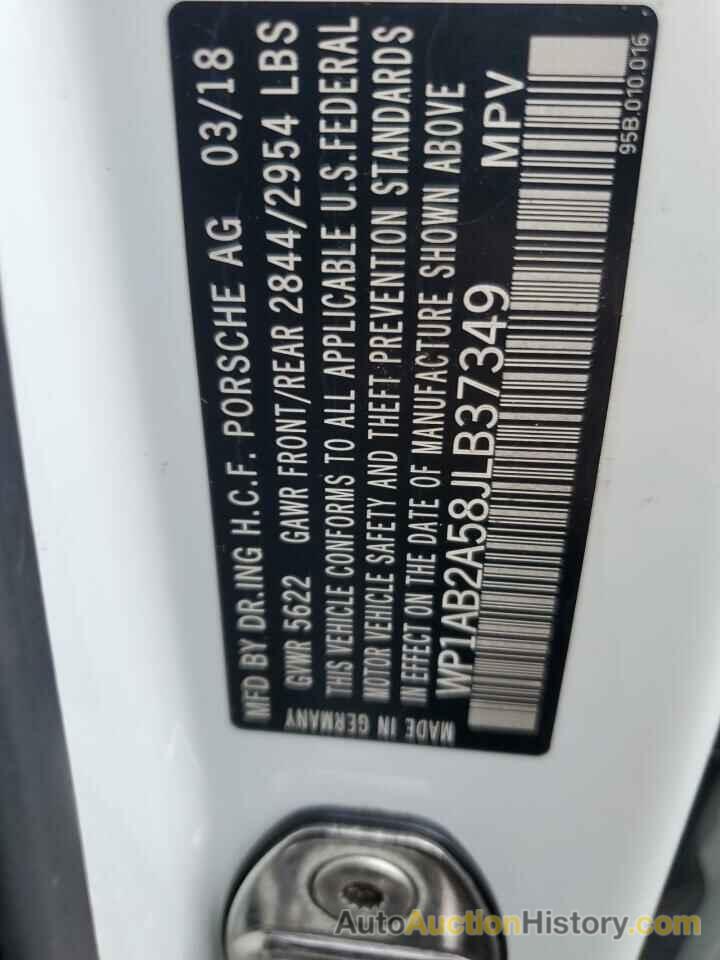 MFD BY DR.ING H.C.F. PORSCHE AG 03/18
GVWR 5622 GAWR FRONT/REAR 2844/2954 LBS
THIS VEHICLE CONFORMS TO ALL APPLICABLE U.S.FEDERAL
MOTOR VEHICLE SAFETY AND THEFT PREVENTION STANDARDS
IN EFFECT ON THE DATE OF MANUFACTURE SHOWN ABOVE
WP1AB2A58JLB37349 MPV
MADE IN GERMANY
95B.010.016
AutoAuctionHistory.com